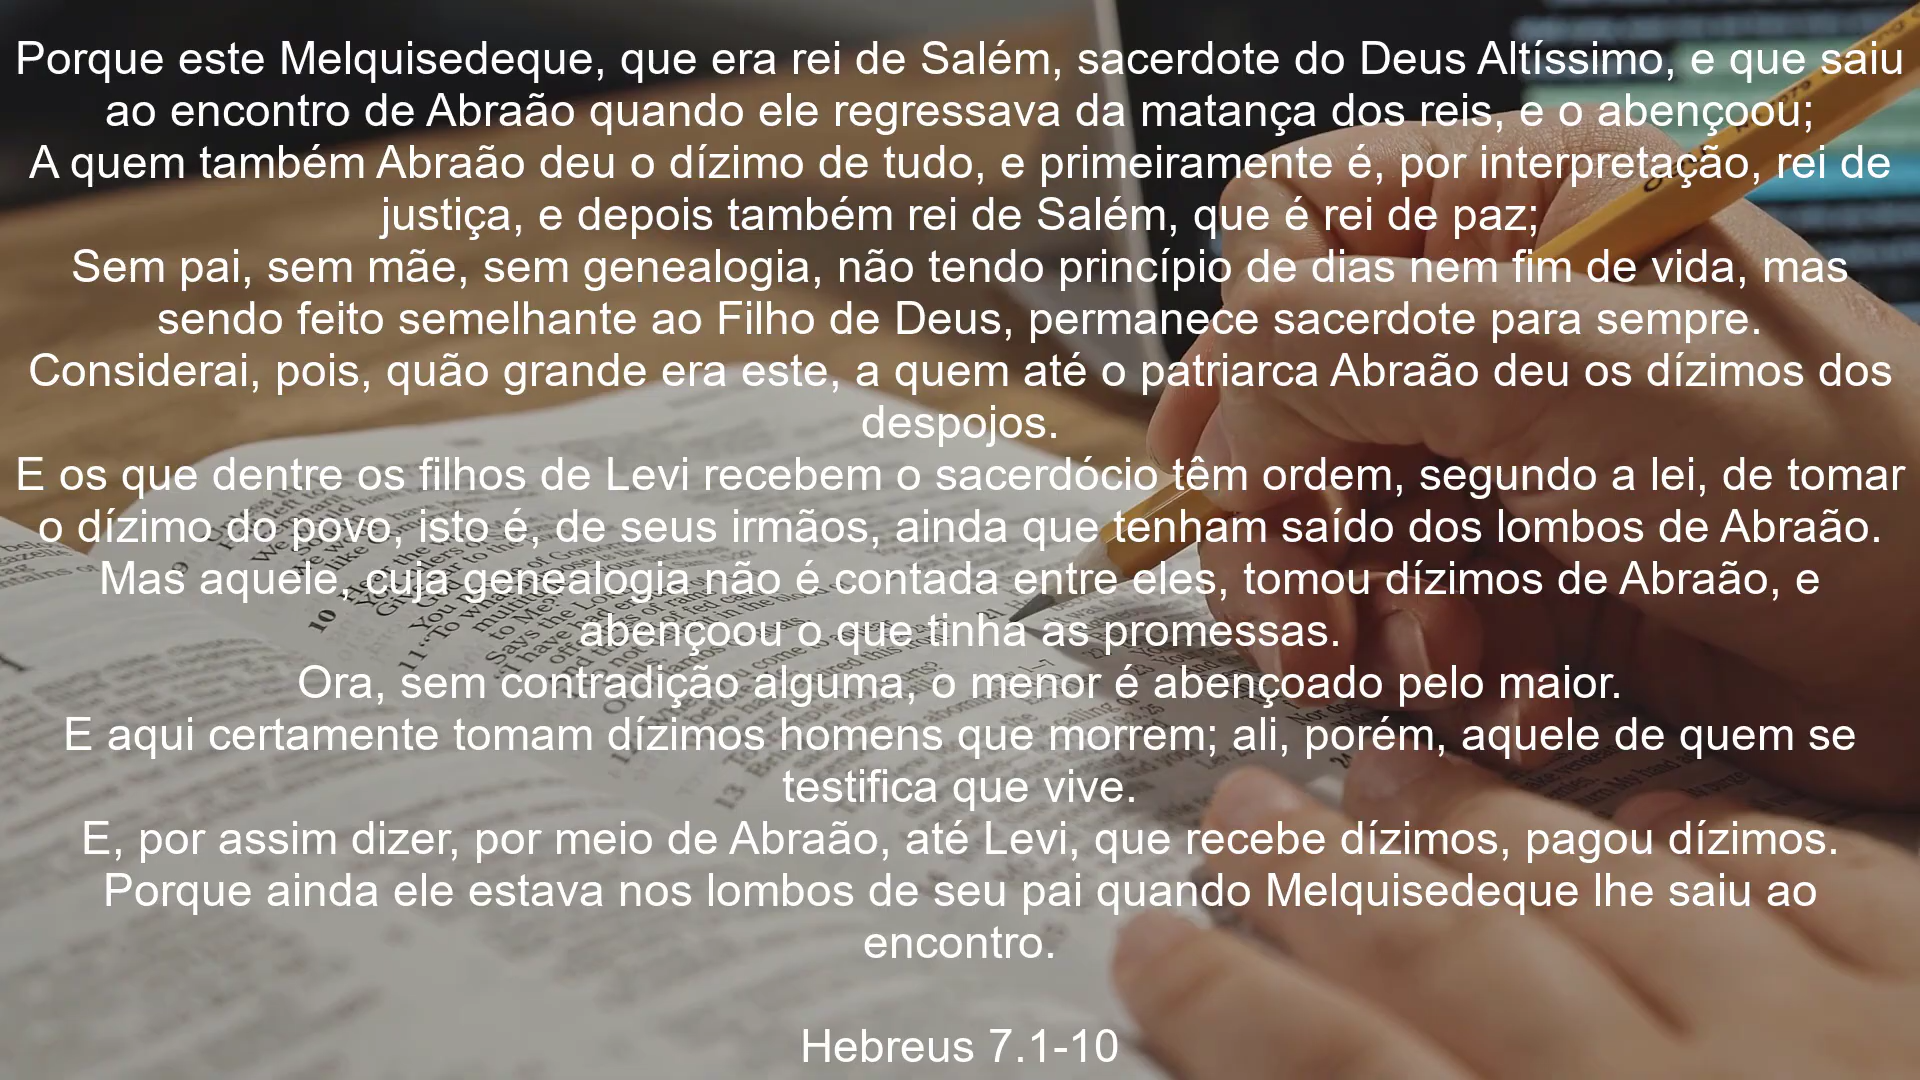 Porque este Melquisedeque, que era rei de Salém, sacerdote do Deus Altíssimo, e que saiu
ao encontro de Abraão quando ele regressava da matança dos reis, e o abençoou;
A quem também Abraão deu o dízimo de tudo, e primeiramente é, por interpretação, rei de
justiça, e depois também rei de Salém, que é rei de paz;
Sem pai, sem mãe, sem genealogia, não tendo princípio de dias nem fim de vida, mas
sendo feito semelhante ao Filho de Deus, permanece sacerdote para sempre.
Considerai, pois, quão grande era este, a quem até o patriarca Abraão deu os dízimos dos
despojos.
E os que dentre os filhos de Levi recebem o sacerdócio têm ordem, segundo a lei, de tomar
o dízimo do povo, isto é, de seus irmãos, ainda que tenham saído dos lombos de Abraão.
Mas aquele, cuja genealogia não é contada entre eles, tomou dízimos de Abraão, e
abençoou o que tinha as promessas.
Ora, sem contradição alguma, o menor é abençoado pelo maior.
E aqui certamente tomam dízimos homens que morrem; ali, porém, aquele de quem se
testifica que vive.
E, por assim dizer, por meio de Abraão, até Levi, que recebe dízimos, pagou dízimos.
Porque ainda ele estava nos lombos de seu pai quando Melquisedeque lhe saiu ao
encontro.
Hebreus 7.1-10